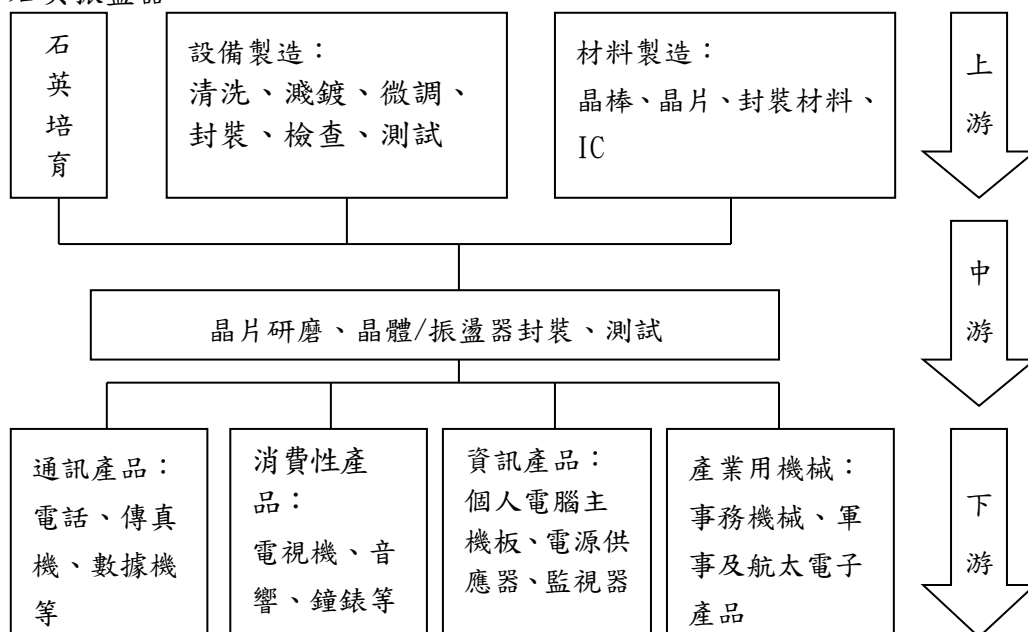 石
英
培
育
設備製造：
清洗、濺鍍、微調、
封裝、檢查、測試
材料製造：
晶棒、晶片、封裝材料、
IC
上
游
晶片研磨、晶體/振盪器封裝、測試
中
游
通訊產品：
電話、傳真
機、數據機
等
消費性產
品：
電視機、音
響、鐘錶等
資訊產品：
個人電腦主
機板、電源供
應器、監視器
產業用機械：
事務機械、軍
事及航太電子
產品
下
游